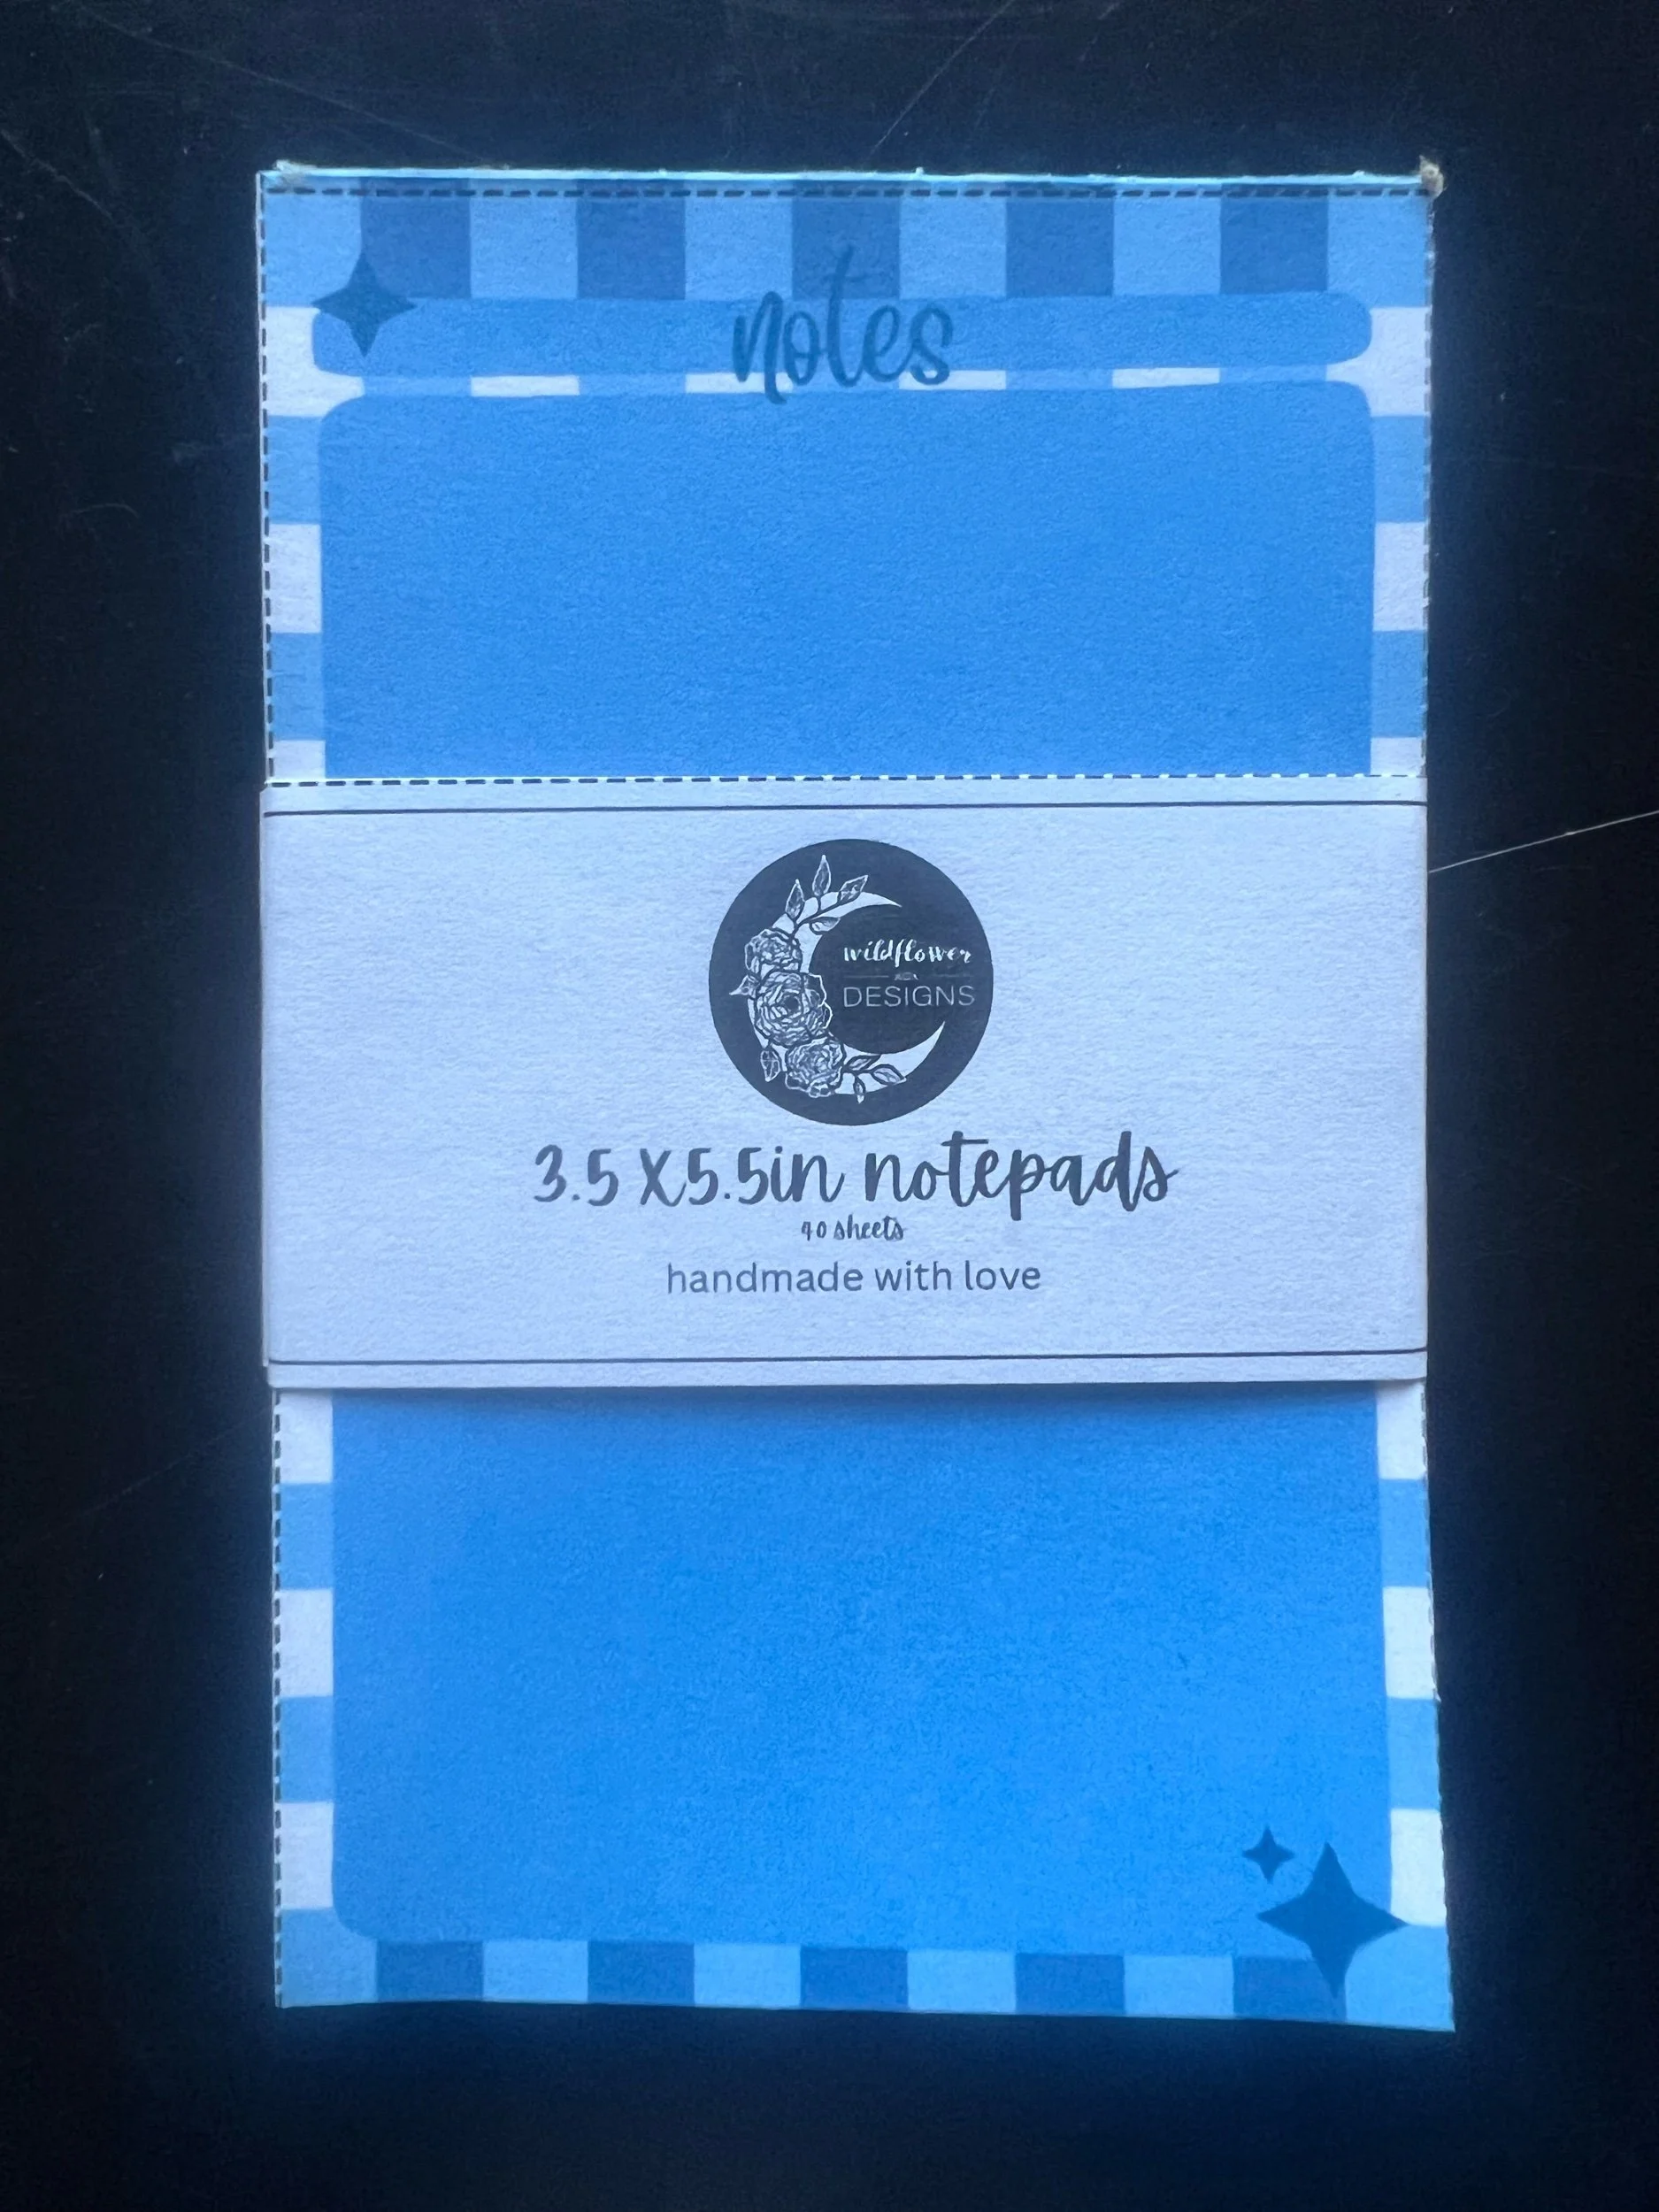 notes
wildflower
DESIGNS
3.5 X5.5in notepads
40 sheets
handmade with love